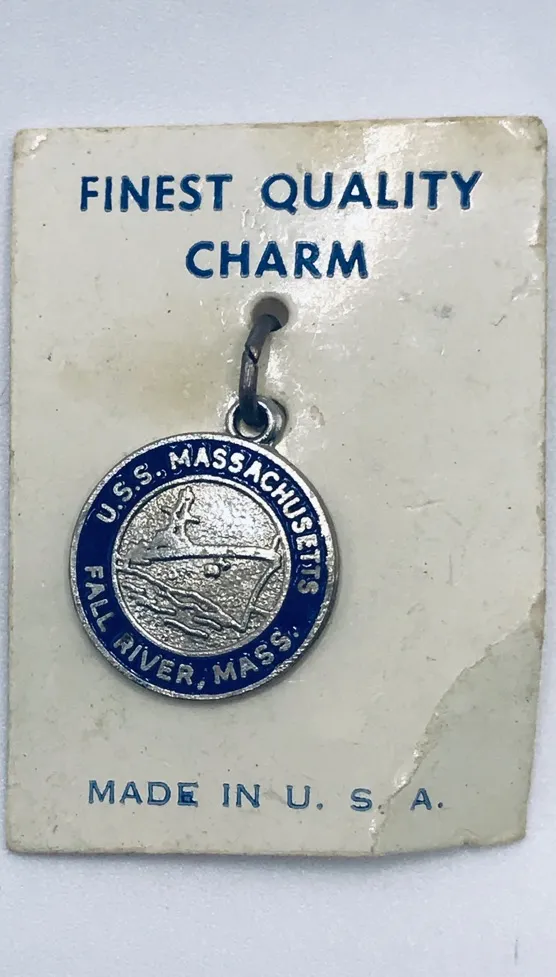 FINEST QUALITY
CHARM
U.S.S. MASSACHUSETTS
FALL RIVER, MASS.
MADE IN U. S. A.